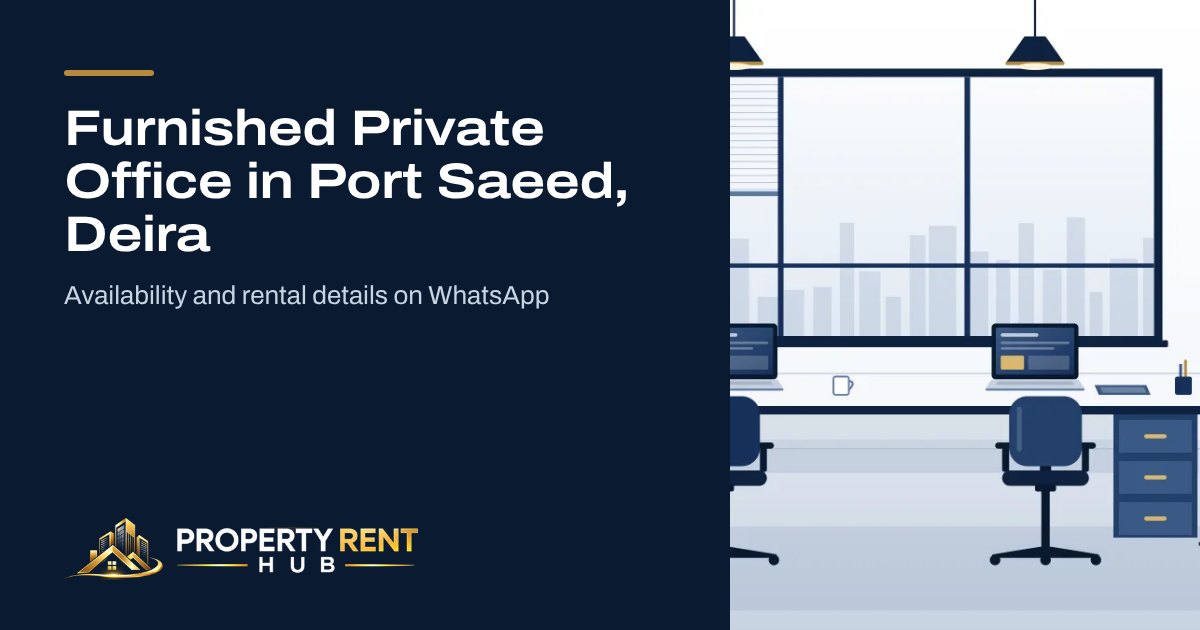 Furnished Private
Office in Port Saeed,
Deira
Availability and rental details on WhatsApp
PROPERTY RENT
HUB